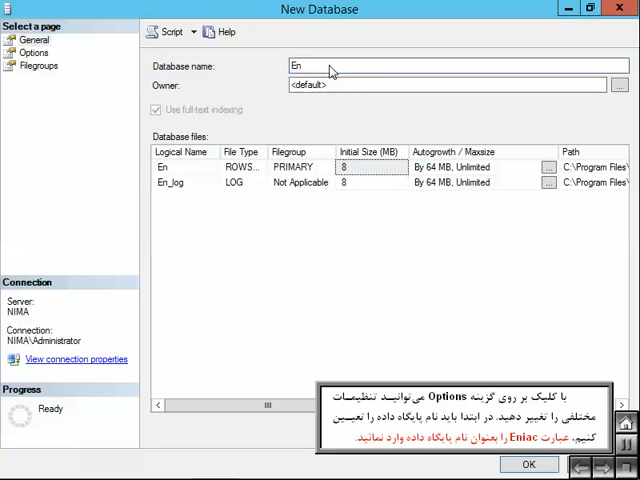 New Database
Select a page
General
Options
Filegroups
Script
Help
Database name:
En
Owner:
<default>
...
Use full-text indexing
Database files:
Logical Name File Type Filegroup Initial Size (MB) Autogrowth / Maxsize Path
En ROWS... PRIMARY 8 By 64 MB, Unlimited ... C:\Program Files\
En_log LOG Not Applicable 8 By 64 MB, Unlimited ... C:\Program Files\
Connection
Server:
NIMA
Connection:
NIMA\Administrator
View connection properties
Progress
Ready
با کلیک بر روی گزینه Options می‌توانید تنظیمات
مختلفی را تغییر دهید. در ابتدا باید نام پایگاه داده را تعیین
کنیم. عبارت Eniac را بعنوان نام پایگاه داده وارد نمائید.
OK